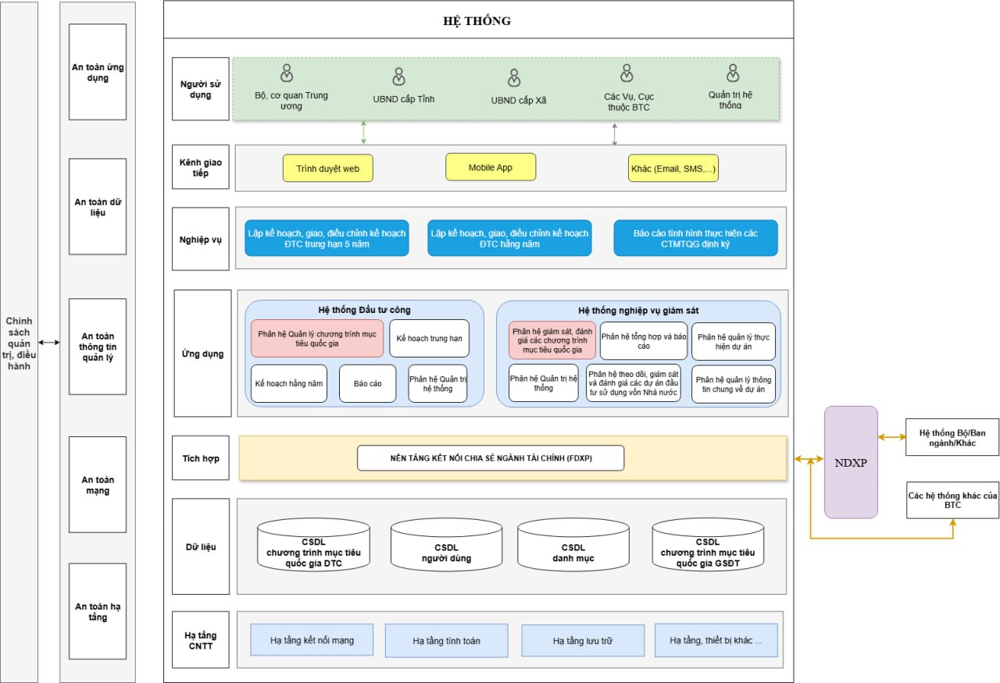 HỆ THỐNG
Chính
sách
quản
trị, điều
hành
An toàn ứng
dụng
An toàn dữ
liệu
An toàn
thông tin
quản lý
An toàn
mạng
An toàn hạ
tầng
Người sử
dụng
Bộ, cơ quan Trung
ương
UBND cấp Tỉnh
UBND cấp Xã
Các Vụ, Cục
thuộc BTC
Quản trị hệ
thống
Kênh giao
tiếp
Trình duyệt web
Mobile App
Khác (Email, SMS,...)
Nghiệp vụ
Lập kế hoạch, giao, điều chỉnh kế hoạch
ĐTC trung hạn 5 năm
Lập kế hoạch, giao, điều chỉnh kế hoạch
ĐTC hằng năm
Báo cáo tình hình thực hiện các
CTMTQG định kỳ
Ứng dụng
Hệ thống Đầu tư công
Phân hệ Quản lý chương trình mục
tiêu quốc gia
Kế hoạch trung hạn
Kế hoạch hằng năm
Báo cáo
Phân hệ Quản trị
hệ thống
Hệ thống nghiệp vụ giám sát
Phân hệ giám sát, đánh
giá các chương trình
mục tiêu quốc gia
Phân hệ tổng hợp và báo
cáo
Phân hệ quản lý thực
hiện dự án
Phân hệ Quản trị hệ
thống
Phân hệ theo dõi, giám sát
và đánh giá các dự án đầu
tư sử dụng vốn Nhà nước
Phân hệ quản lý thông
tin chung về dự án
Tích hợp
NỀN TẢNG KẾT NỐI CHIA SẺ NGÀNH TÀI CHÍNH (FDXP)
NDXP
Hệ thống Bộ/Ban
ngành/Khác
Các hệ thống khác của
BTC
Dữ liệu
CSDL
chương trình mục tiêu
quốc gia DTC
CSDL
người dùng
CSDL
danh mục
CSDL
chương trình mục tiêu
quốc gia GSĐT
Hạ tầng
CNTT
Hạ tầng kết nối mạng
Hạ tầng tính toán
Hạ tầng lưu trữ
Hạ tầng, thiết bị khác ...